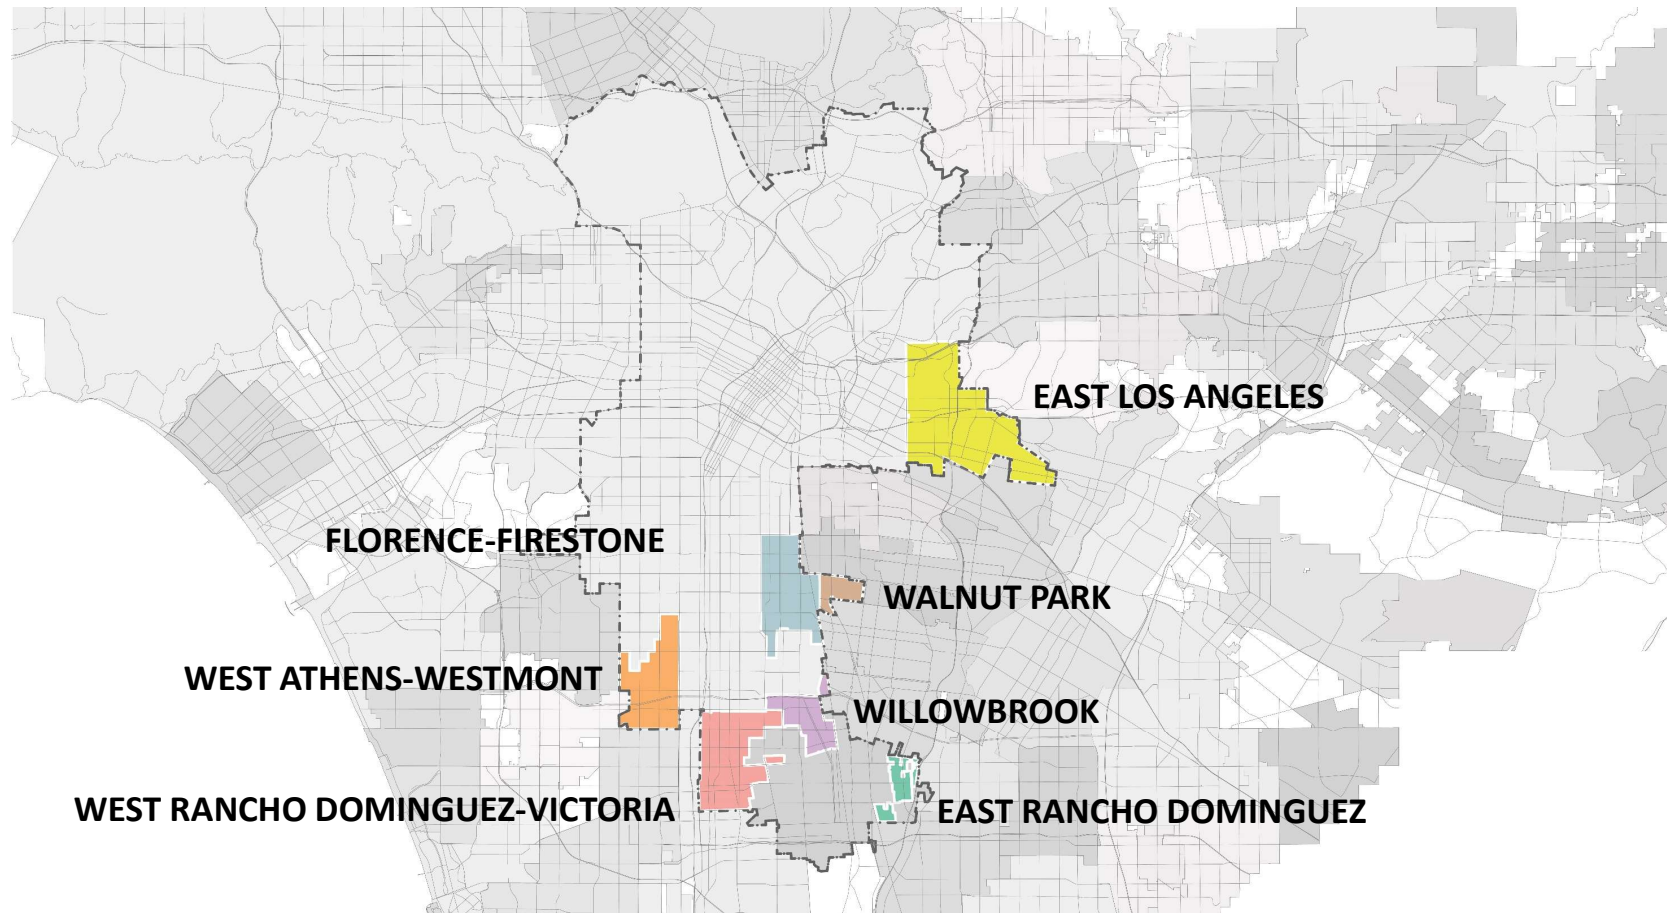 EAST LOS ANGELES
FLORENCE-FIRESTONE
WALNUT PARK
WEST ATHENS-WESTMONT
WILLOWBROOK
WEST RANCHO DOMINGUEZ-VICTORIA
EAST RANCHO DOMINGUEZ